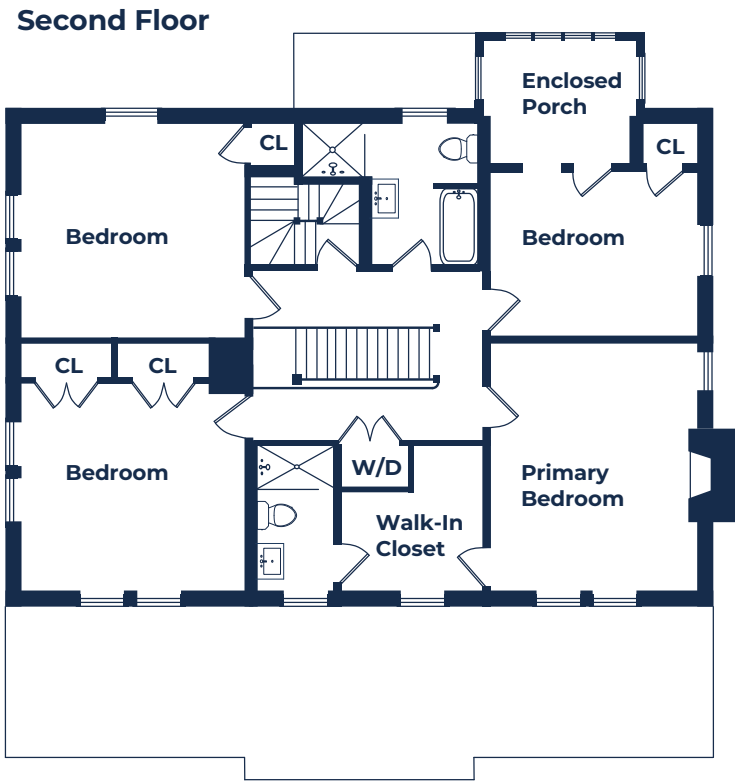 Second Floor
Enclosed
Porch
CL
CL
Bedroom
Bedroom
CL
CL
Bedroom
W/D
Primary
Bedroom
Walk-In
Closet